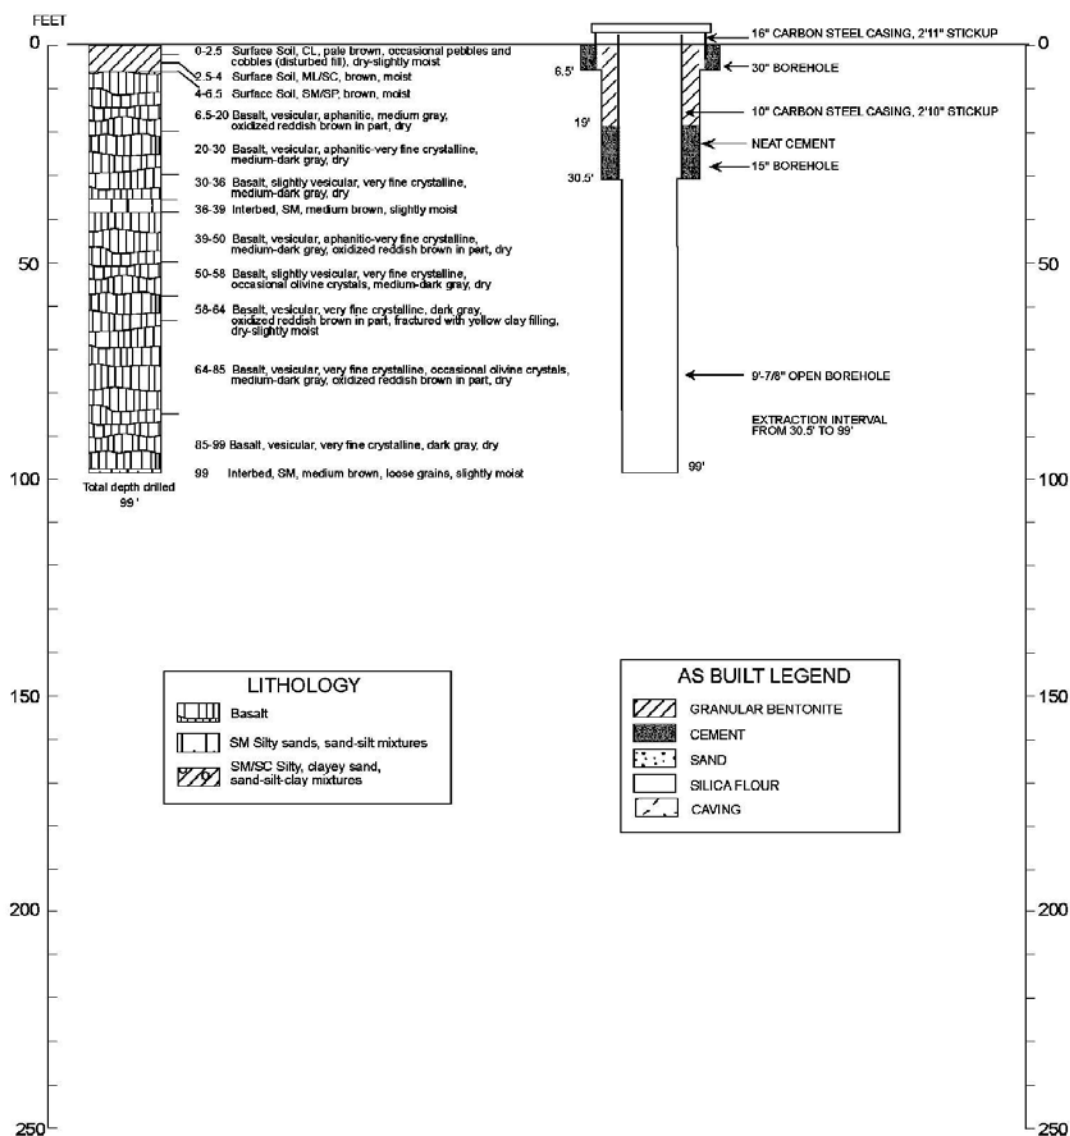 FEET
0
0-2.5 Surface Soil, CL, pale brown, occasional pebbles and
cobbles (disturbed fill), dry-slightly moist
2.5-4 Surface Soil, ML/SC, brown, moist
4-6.5 Surface Soil, SM/SP, brown, moist
6.5-20 Basalt, vesicular, aphanitic, medium gray,
oxidized reddish brown in part, dry
20-30 Basalt, vesicular, aphanitic-very fine crystalline,
medium-dark gray, dry
30-36 Basalt, slightly vesicular, very fine crystalline,
medium-dark gray, dry
36-39 Interbed, SM, medium brown, slightly moist
39-50 Basalt, vesicular, aphanitic-very fine crystalline,
medium-dark gray, oxidized reddish brown in part, dry
50
50-58 Basalt, slightly vesicular, very fine crystalline,
occasional olivine crystals, medium-dark gray, dry
58-64 Basalt, vesicular, very fine crystalline, dark gray,
oxidized reddish brown in part, fractured with yellow clay filling,
dry-slightly moist
64-85 Basalt, vesicular, very fine crystalline, occasional olivine crystals,
medium-dark gray, oxidized reddish brown in part, dry
85-99 Basalt, vesicular, very fine crystalline, dark gray, dry
99 Interbed, SM, medium brown, loose grains, slightly moist
100
Total depth drilled
99 '
150
200
250
16" CARBON STEEL CASING, 2'11" STICKUP
0
6.5'
30" BOREHOLE
10" CARBON STEEL CASING, 2'10" STICKUP
19'
NEAT CEMENT
15" BOREHOLE
30.5'
50
9'-7/8" OPEN BOREHOLE
EXTRACTION INTERVAL
FROM 30.5' TO 99'
99'
100
150
200
250
LITHOLOGY
Basalt
SM Silty sands, sand-silt mixtures
SM/SC Silty, clayey sand,
sand-silt-clay mixtures
AS BUILT LEGEND
GRANULAR BENTONITE
CEMENT
SAND
SILICA FLOUR
CAVING